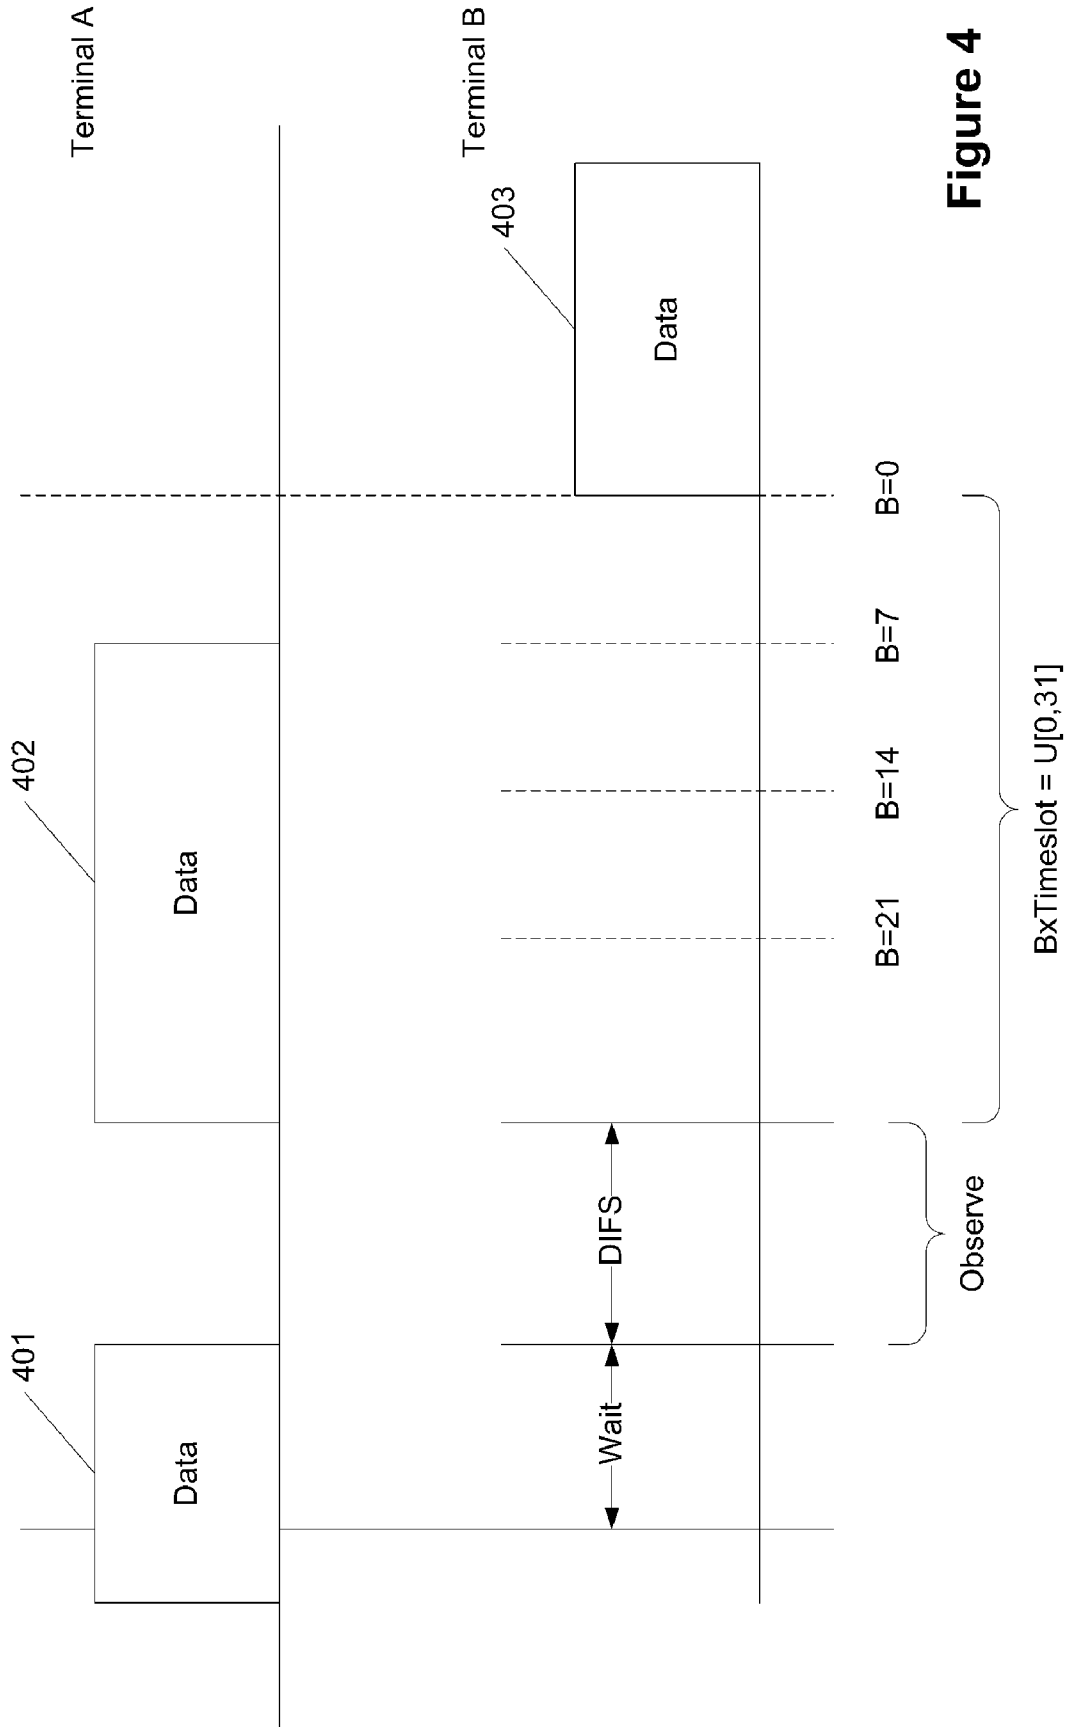 Terminal A
401
Data
402
Data
Terminal B
403
Data
Wait
DIFS
B=21
B=14
B=7
B=0
Observe
BxTimeslot = U[0,31]
Figure 4